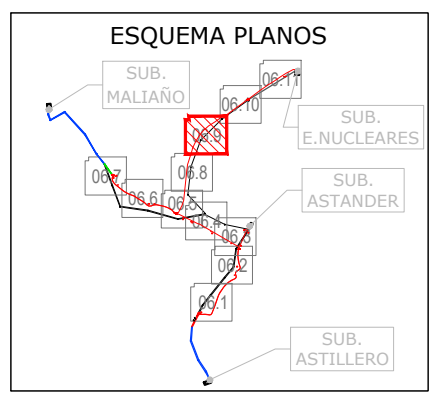 ESQUEMA PLANOS
SUB.
MALIAÑO
06.11
06.10
SUB.
E.NUCLEARES
06.9
06.8
06.7
06.6
06.5
06.4
06.3
SUB.
ASTANDER
06.2
06.1
SUB.
ASTILLERO